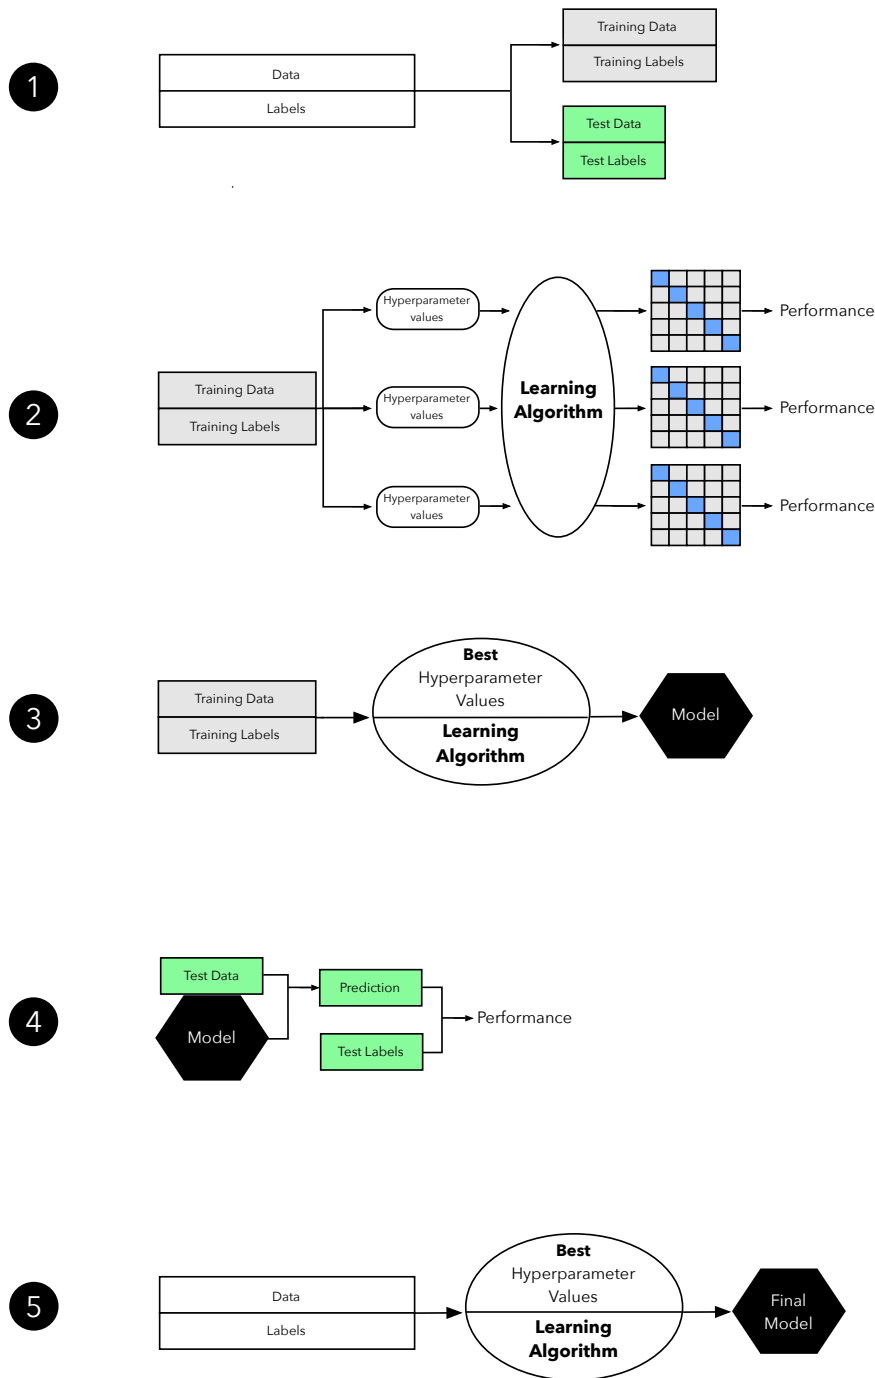 1
Data
Labels
Training Data
Training Labels
Test Data
Test Labels
2
Training Data
Training Labels
Hyperparameter
values
Hyperparameter
values
Hyperparameter
values
Learning
Algorithm
Performance
Performance
Performance
3
Training Data
Training Labels
Best
Hyperparameter
Values
Learning
Algorithm
Model
4
Test Data
Model
Prediction
Test Labels
Performance
5
Data
Labels
Best
Hyperparameter
Values
Learning
Algorithm
Final
Model